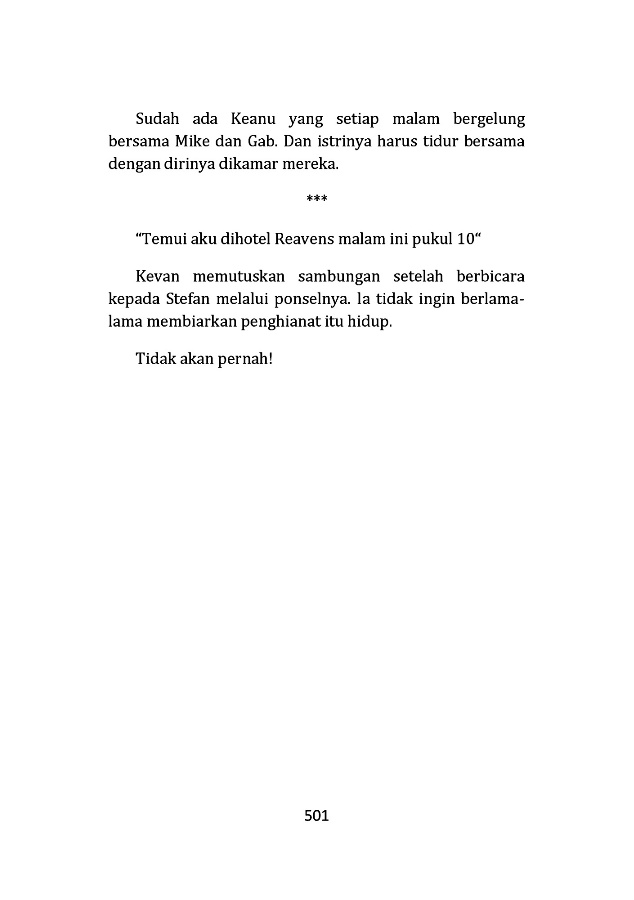 Sudah ada Keanu yang setiap malam bergelung
bersama Mike dan Gab. Dan istrinya harus tidur bersama
dengan dirinya dikamar mereka.
***
“Temui aku dihotel Reavens malam ini pukul 10“
Kevan memutuskan sambungan setelah berbicara
kepada Stefan melalui ponselnya. Ia tidak ingin berlama-
lama membiarkan penghianat itu hidup.
Tidak akan pernah!
501